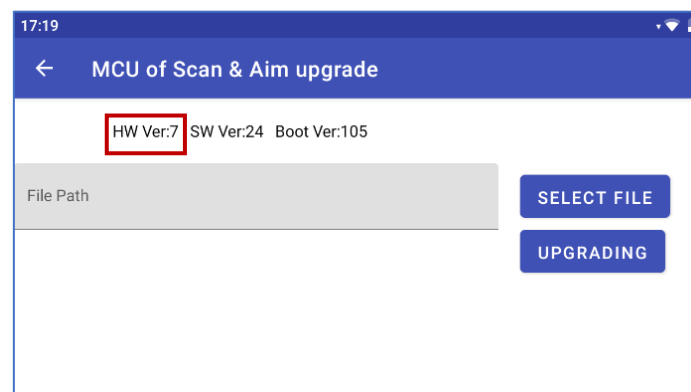 17:19
MCU of Scan & Aim upgrade
HW Ver:7 SW Ver:24 Boot Ver:105
File Path
SELECT FILE
UPGRADING